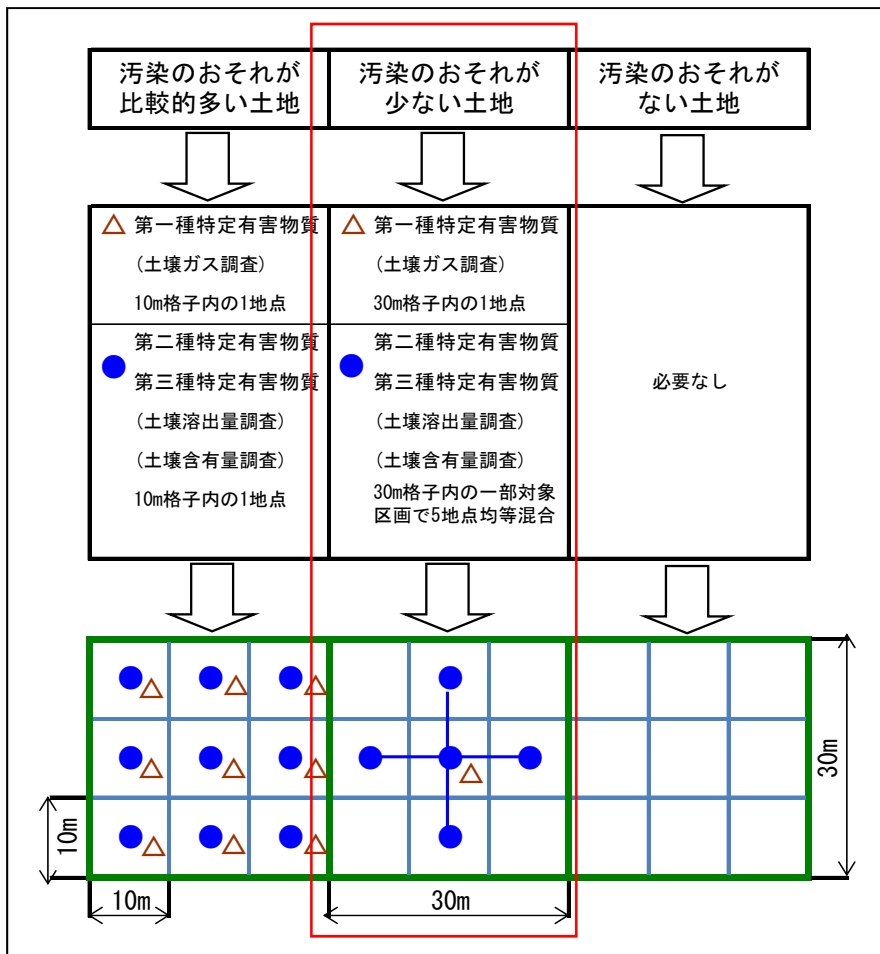 汚染のおそれが
比較的多い土地
汚染のおそれが
少ない土地
汚染のおそれが
ない土地
第一種特定有害物質
(土壌ガス調査)
10m格子内の1地点
第二種特定有害物質
第三種特定有害物質
(土壌溶出量調査)
(土壌含有量調査)
10m格子内の1地点
第一種特定有害物質
(土壌ガス調査)
30m格子内の1地点
第二種特定有害物質
第三種特定有害物質
(土壌溶出量調査)
(土壌含有量調査)
30m格子内の一部対象
区画で5地点均等混合
必要なし
10m
10m
30m
30m